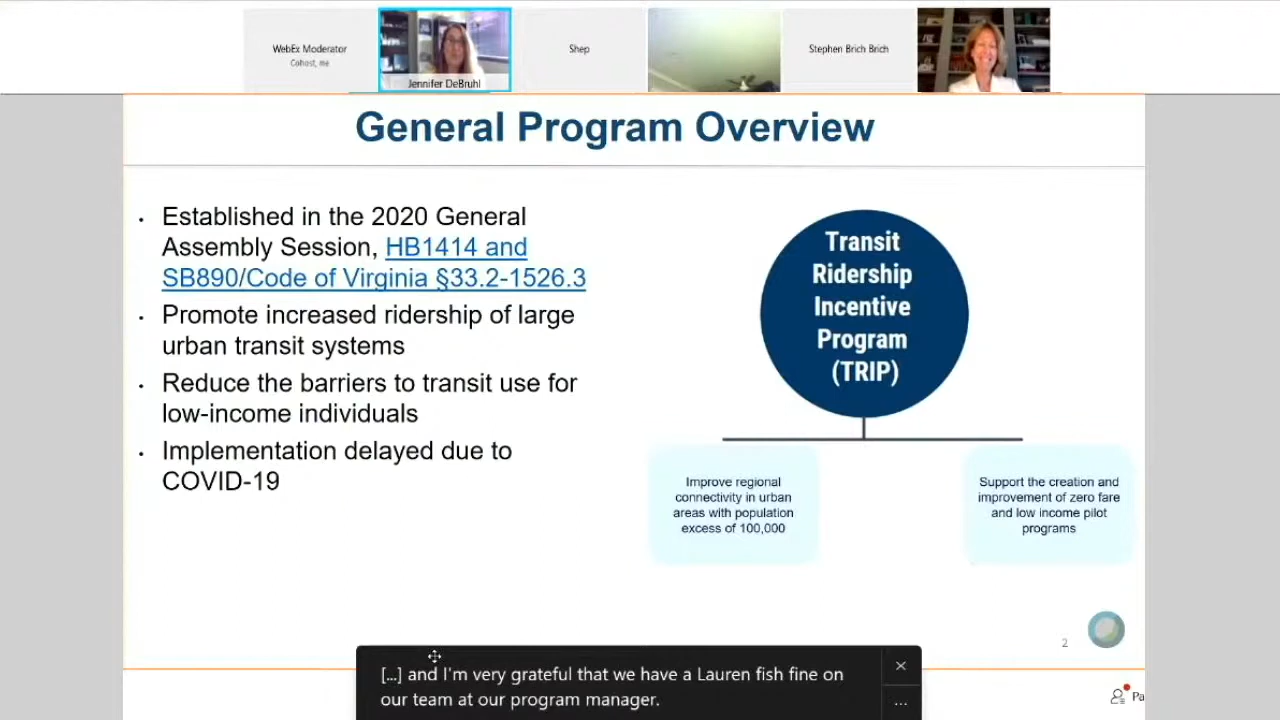 WebEx Moderator
Cohost, me
Jennifer DeBruhl
Shep
Stephen Brich Brich
General Program Overview
• Established in the 2020 General
Assembly Session, HB1414 and
SB890/Code of Virginia §33.2-1526.3
• Promote increased ridership of large
urban transit systems
• Reduce the barriers to transit use for
low-income individuals
• Implementation delayed due to
COVID-19
Transit
Ridership
Incentive
Program
(TRIP)
Improve regional
connectivity in urban
areas with population
excess of 100,000
Support the creation and
improvement of zero fare
and low income pilot
programs
2
[...] and I'm very grateful that we have a Lauren fish fine on
our team at our program manager.
Pa